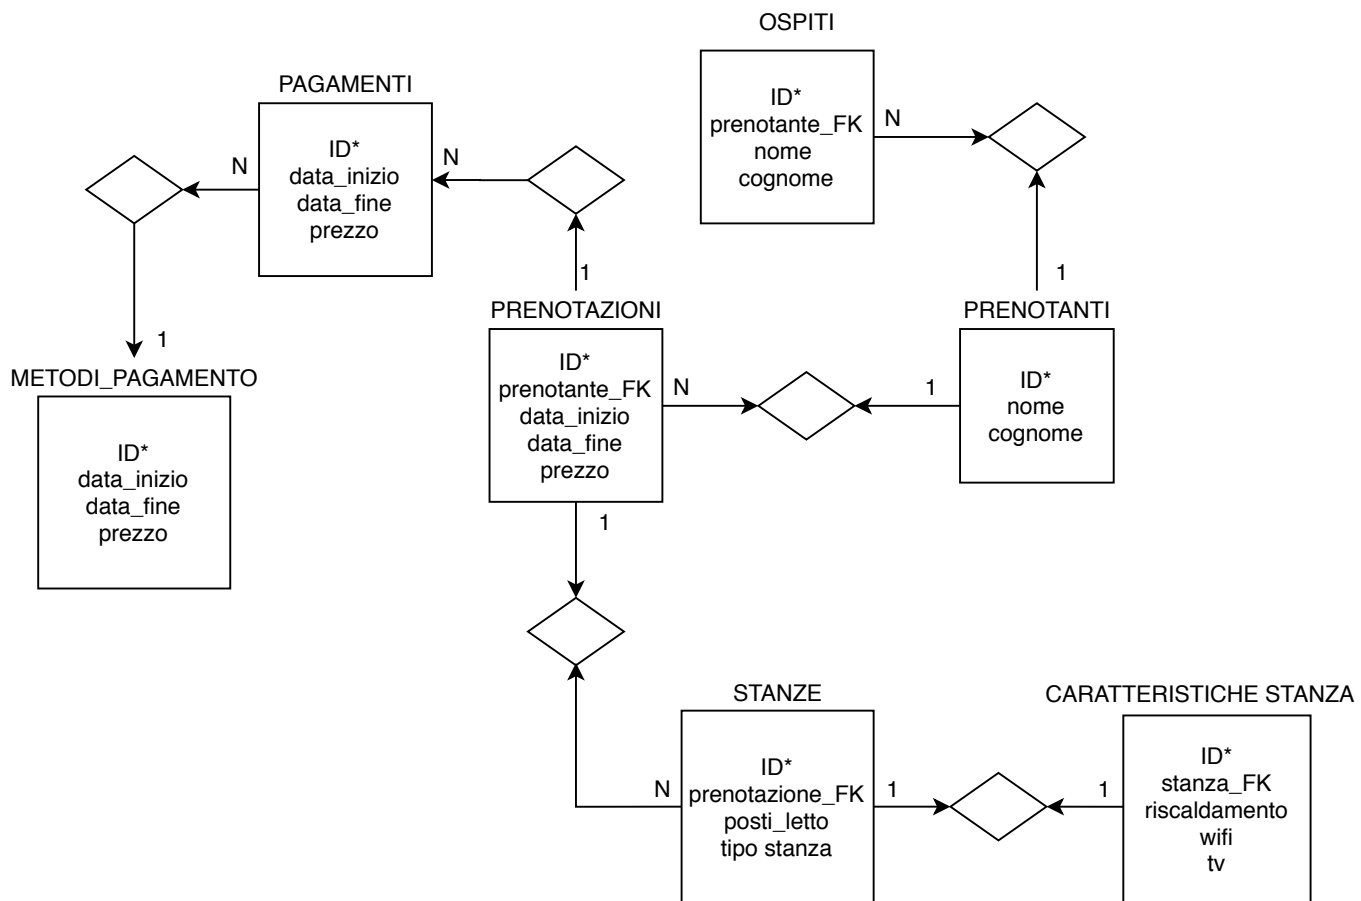 OSPITI
ID*
prenotante_FK
nome
cognome
N
PAGAMENTI
ID*
data_inizio
data_fine
prezzo
N
N
1
1
1
METODI_PAGAMENTO
ID*
data_inizio
data_fine
prezzo
PRENOTAZIONI
ID*
prenotante_FK
data_inizio
data_fine
prezzo
N
1
PRENOTANTI
ID*
nome
cognome
1
N
STANZE
ID*
prenotazione_FK
posti_letto
tipo stanza
1
1
CARATTERISTICHE STANZA
ID*
stanza_FK
riscaldamento
wifi
tv